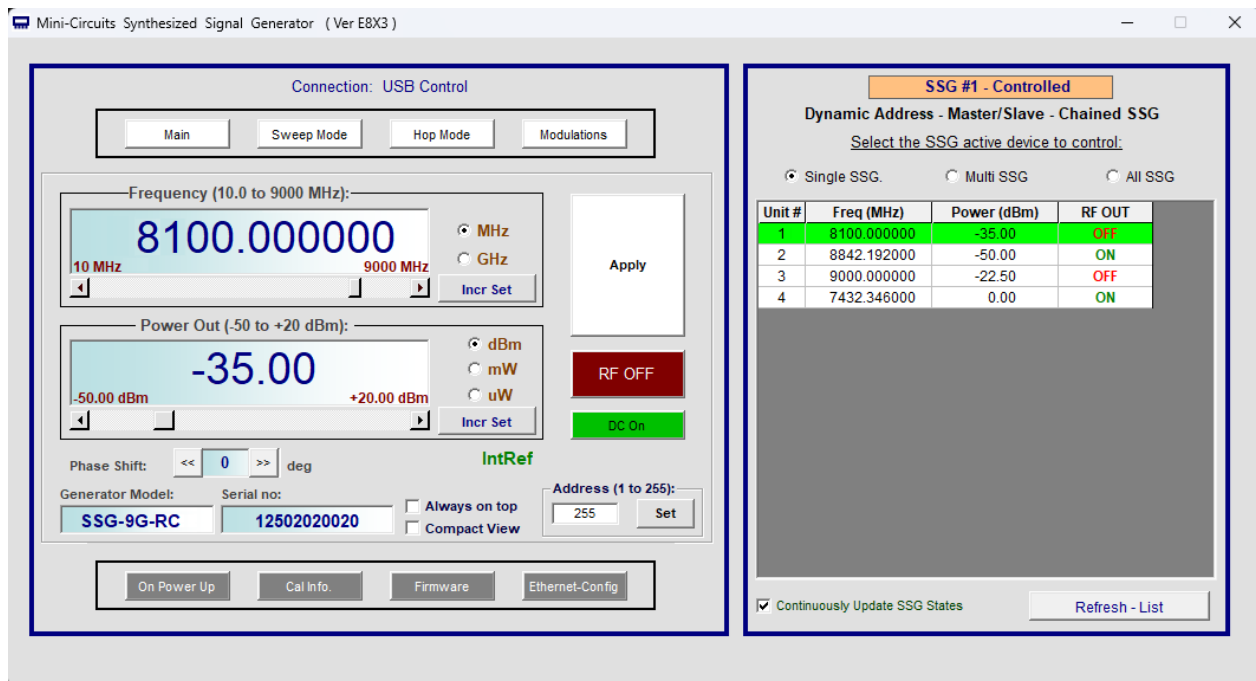 Mini-Circuits Synthesized Signal Generator ( Ver E8X3 )
Connection: USB Control
Main Sweep Mode Hop Mode Modulations
Frequency (10.0 to 9000 MHz):
8100.000000
10 MHz 9000 MHz
MHz
GHz
Incr Set
Apply
Power Out (-50 to +20 dBm):
-35.00
-50.00 dBm +20.00 dBm
dBm
mW
uW
Incr Set
RF OFF
DC On
Phase Shift: << 0 >> deg
IntRef
Generator Model: Serial no:
SSG-9G-RC 12502020020
Always on top
Compact View
Address (1 to 255):
255 Set
On Power Up Cal Info. Firmware Ethernet-Config
SSG #1 - Controlled
Dynamic Address - Master/Slave - Chained SSG
Select the SSG active device to control:
Single SSG. Multi SSG All SSG
Unit # Freq (MHz) Power (dBm) RF OUT
1 8100.000000 -35.00 OFF
2 8842.192000 -50.00 ON
3 9000.000000 -22.50 OFF
4 7432.346000 0.00 ON
Continuously Update SSG States
Refresh - List